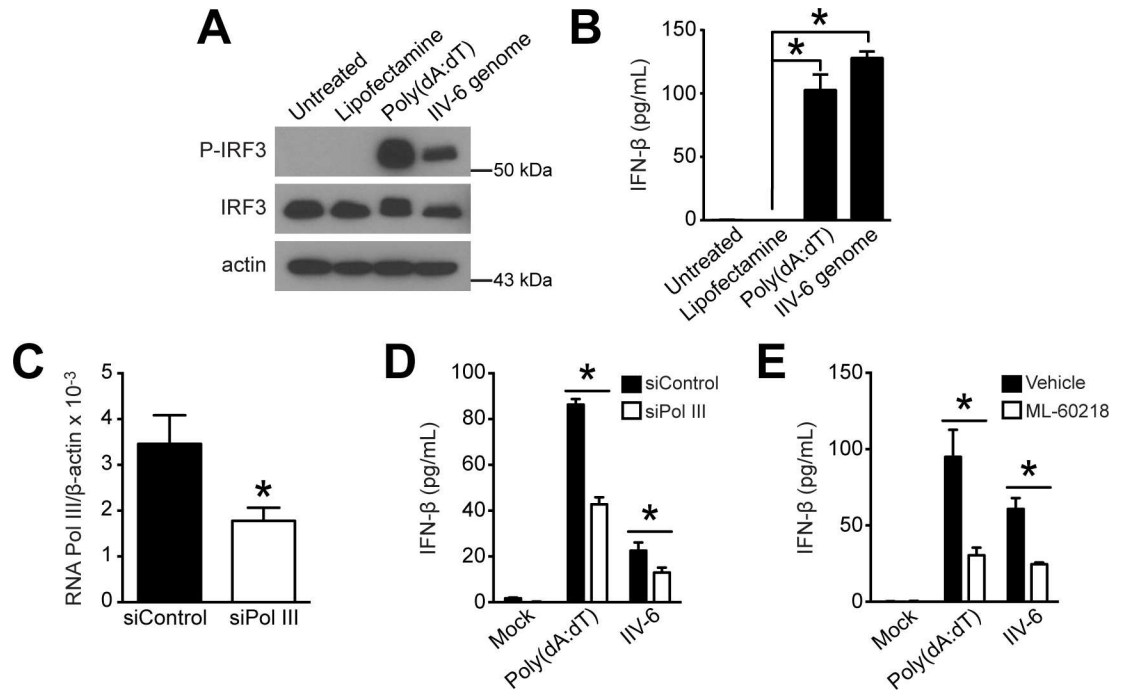 A
Untreated
Lipofectamine
Poly(dA:dT)
IIV-6 genome
P-IRF3
50 kDa
IRF3
actin
43 kDa
B
IFN-β (pg/mL)
150
100
50
0
*
*
Untreated
Lipofectamine
Poly(dA:dT)
IIV-6 genome
C
RNA Pol III/β-actin x 10-3
5
4
3
2
1
0
*
siControl
siPol III
D
IFN-β (pg/mL)
100
80
60
40
20
0
*
*
siControl
siPol III
Mock
Poly(dA:dT)
IIV-6
E
IFN-β (pg/mL)
150
100
50
0
*
*
Vehicle
ML-60218
Mock
Poly(dA:dT)
IIV-6